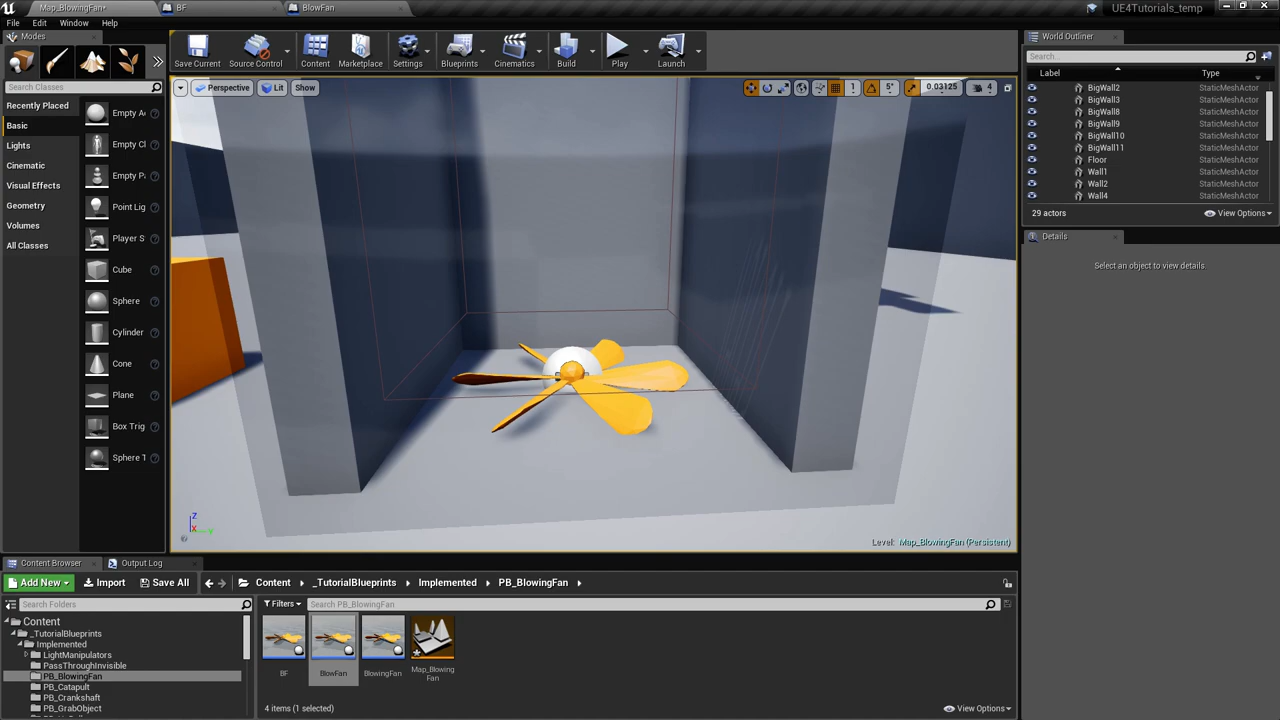 Map_BlowingFan*
BF
BlowFan
UE4Tutorials_temp
File Edit Window Help
Modes
Search Classes
Recently Placed
Basic
Lights
Cinematic
Visual Effects
Geometry
Volumes
All Classes
Empty A
Empty C
Empty P
Point Lig
Player S
Cube
Sphere
Cylinder
Cone
Plane
Box Trig
Sphere T
Save Current
Source Control
Content
Marketplace
Settings
Blueprints
Cinematics
Build
Play
Launch
Perspective
Lit
Show
1
5°
0.03125
4
Z
X
Y
Level: Map_BlowingFan (Persistent)
World Outliner
Search...
Label Type
BigWall2 StaticMeshActor
BigWall3 StaticMeshActor
BigWall8 StaticMeshActor
BigWall9 StaticMeshActor
BigWall10 StaticMeshActor
BigWall11 StaticMeshActor
Floor StaticMeshActor
Wall1 StaticMeshActor
Wall2 StaticMeshActor
Wall4 StaticMeshActor
29 actors
View Options
Details
Select an object to view details.
Content Browser
Output Log
Add New
Import
Save All
Content
_TutorialBlueprints
Implemented
PB_BlowingFan
Search Folders
Filters
Search PB_BlowingFan
Content
_TutorialBlueprints
Implemented
LightManipulators
PassThroughInvisible
PB_BlowingFan
PB_Catapult
PB_Crankshaft
PB_GrabObject
BF
BlowFan
BlowingFan
Map_Blowing
Fan
4 items (1 selected)
View Options